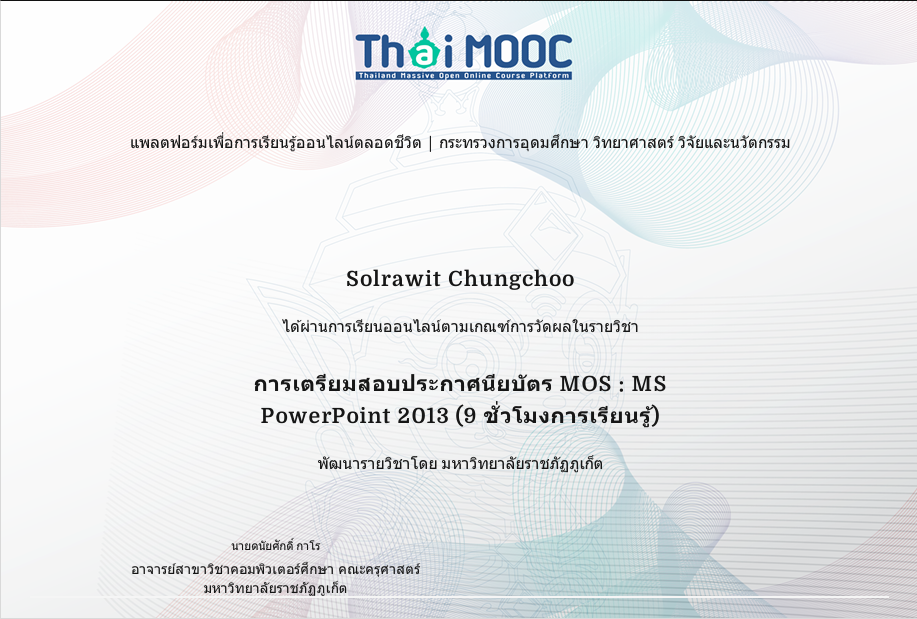 Thai MOOC
Thailand Massive Open Online Course Platform
แพลตฟอร์มเพื่อการเรียนรู้ออนไลน์ตลอดชีวิต | กระทรวงการอุดมศึกษา วิทยาศาสตร์ วิจัยและนวัตกรรม
Solrawit Chungchoo
ได้ผ่านการเรียนออนไลน์ตามเกณฑ์การวัดผลในรายวิชา
การเตรียมสอบประกาศนียบัตร MOS : MS
PowerPoint 2013 (9 ชั่วโมงการเรียนรู้)
พัฒนารายวิชาโดย มหาวิทยาลัยราชภัฏภูเก็ต
นายดนัยศักดิ์ กาโร
อาจารย์สาขาวิชาคอมพิวเตอร์ศึกษา คณะครุศาสตร์
มหาวิทยาลัยราชภัฏภูเก็ต